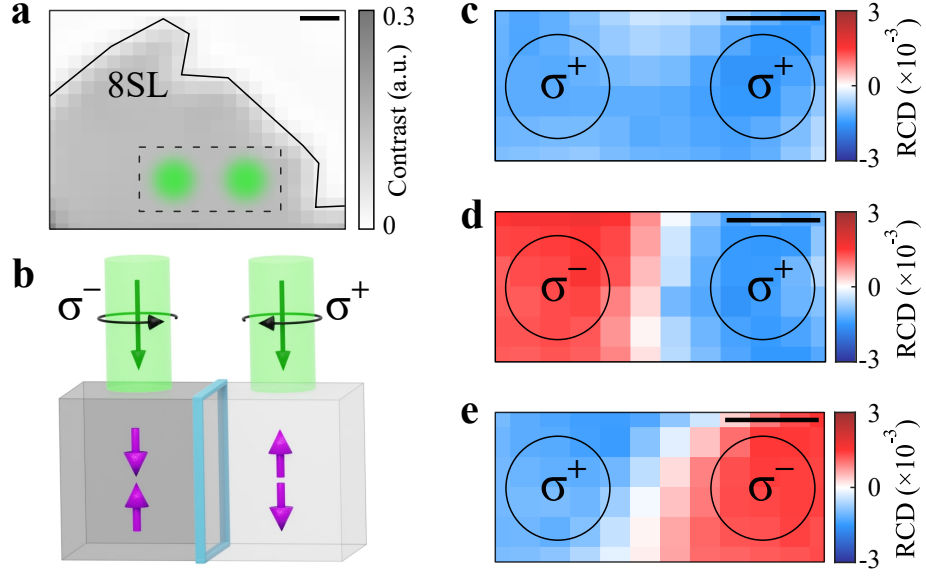 a
8SL
0.3
Contrast (a.u.)
0
b
σ⁻
σ⁺
c
σ⁺
σ⁺
3
0
-3
RCD (×10⁻³)
d
σ⁻
σ⁺
3
0
-3
RCD (×10⁻³)
e
σ⁺
σ⁻
3
0
-3
RCD (×10⁻³)